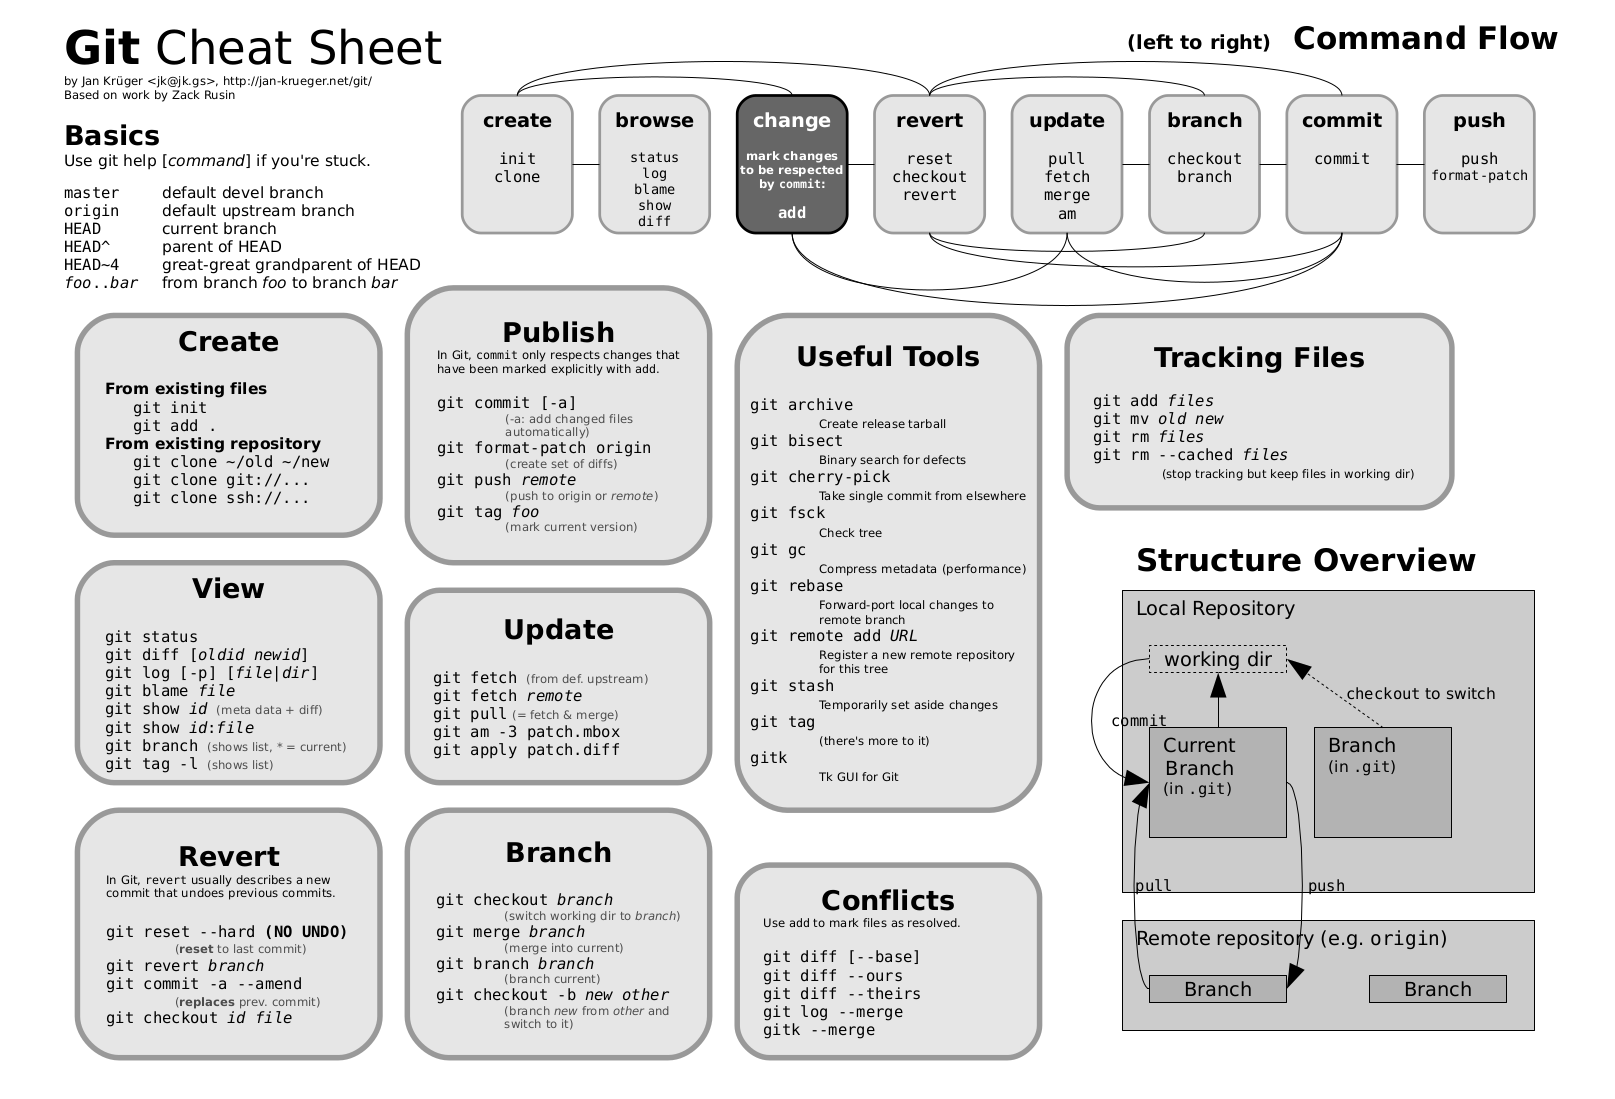 Git Cheat Sheet
by Jan Krüger <jk@jk.gs>, http://jan-krueger.net/git/
Based on work by Zack Rusin
Basics
Use git help [command] if you're stuck.
master default devel branch
origin default upstream branch
HEAD current branch
HEAD^ parent of HEAD
HEAD~4 great-great grandparent of HEAD
foo..bar from branch foo to branch bar
(left to right) Command Flow
create
init
clone
browse
status
log
blame
show
diff
change
mark changes
to be respected
by commit:
add
revert
reset
checkout
revert
update
pull
fetch
merge
am
branch
checkout
branch
commit
commit
push
push
format-patch
Create
From existing files
git init
git add .
From existing repository
git clone ~/old ~/new
git clone git://...
git clone ssh://...
View
git status
git diff [oldid newid]
git log [-p] [file|dir]
git blame file
git show id (meta data + diff)
git show id:file
git branch (shows list, * = current)
git tag -l (shows list)
Revert
In Git, revert usually describes a new
commit that undoes previous commits.
git reset --hard (NO UNDO)
(reset to last commit)
git revert branch
git commit -a --amend
(replaces prev. commit)
git checkout id file
Publish
In Git, commit only respects changes that
have been marked explicitly with add.
git commit [-a]
(-a: add changed files
automatically)
git format-patch origin
(create set of diffs)
git push remote
(push to origin or remote)
git tag foo
(mark current version)
Update
git fetch (from def. upstream)
git fetch remote
git pull (= fetch & merge)
git am -3 patch.mbox
git apply patch.diff
Branch
git checkout branch
(switch working dir to branch)
git merge branch
(merge into current)
git branch branch
(branch current)
git checkout -b new other
(branch new from other and
switch to it)
Useful Tools
git archive
Create release tarball
git bisect
Binary search for defects
git cherry-pick
Take single commit from elsewhere
git fsck
Check tree
git gc
Compress metadata (performance)
git rebase
Forward-port local changes to
remote branch
git remote add URL
Register a new remote repository
for this tree
git stash
Temporarily set aside changes
git tag
(there's more to it)
gitk
Tk GUI for Git
Conflicts
Use add to mark files as resolved.
git diff [--base]
git diff --ours
git diff --theirs
git log --merge
gitk --merge
Tracking Files
git add files
git mv old new
git rm files
git rm --cached files
(stop tracking but keep files in working dir)
Structure Overview
Local Repository
working dir
checkout to switch
commit
Current
Branch
(in .git)
Branch
(in .git)
pull
push
Remote repository (e.g. origin)
Branch
Branch